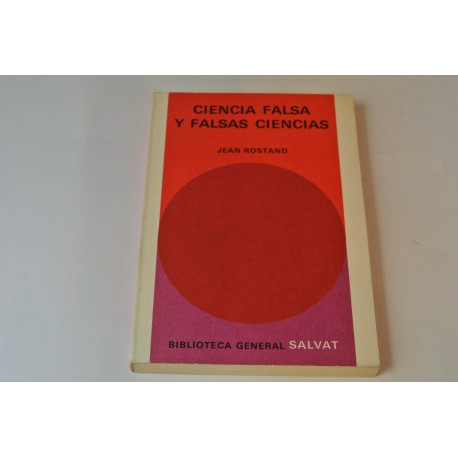 CIENCIA FALSA
Y FALSAS CIENCIAS
JEAN ROSTAND
BIBLIOTECA GENERAL SALVAT